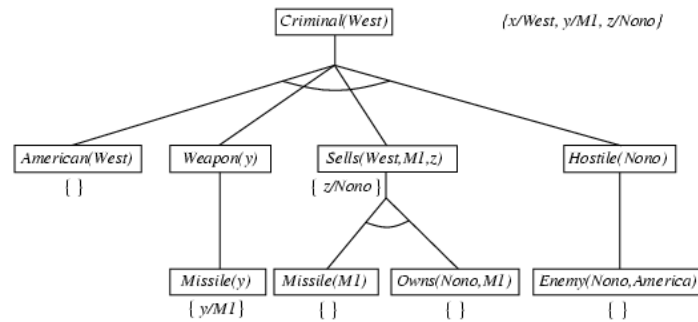 Criminal(West)
{x/West, y/M1, z/Nono}
American(West)
Weapon(y)
Sells(West,M1,z)
Hostile(Nono)
{ }
{ z/Nono }
Missile(y)
Missile(M1)
Owns(Nono,M1)
Enemy(Nono,America)
{ y/M1}
{ }
{ }
{ }